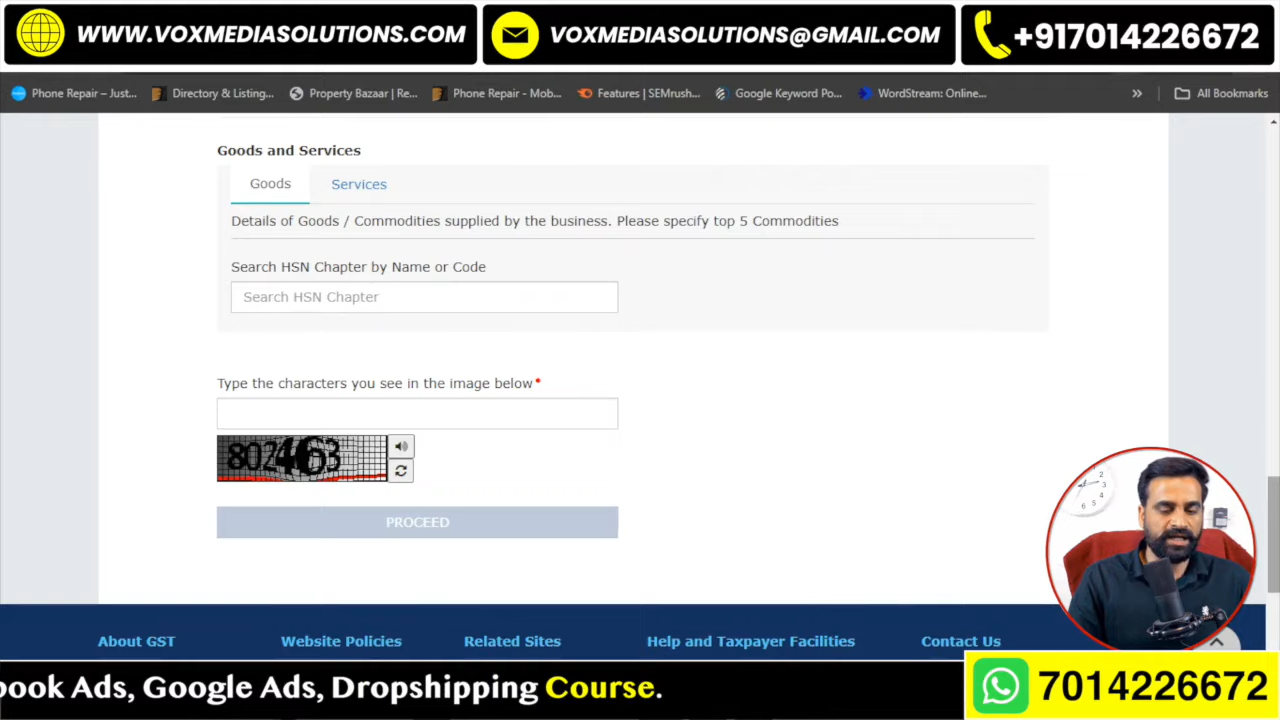 WWW.VOXMEDIASOLUTIONS.COM
VOXMEDIASOLUTIONS@GMAIL.COM
+917014226672
Phone Repair – Just...
Directory & Listing...
Property Bazaar | Re...
Phone Repair - Mob...
Features | SEMrush...
Google Keyword Po...
WordStream: Online...
»
All Bookmarks
Goods and Services
Goods
Services
Details of Goods / Commodities supplied by the business. Please specify top 5 Commodities
Search HSN Chapter by Name or Code
Search HSN Chapter
Type the characters you see in the image below*
PROCEED
About GST
Website Policies
Related Sites
Help and Taxpayer Facilities
Contact Us
book Ads, Google Ads, Dropshipping Course.
7014226672